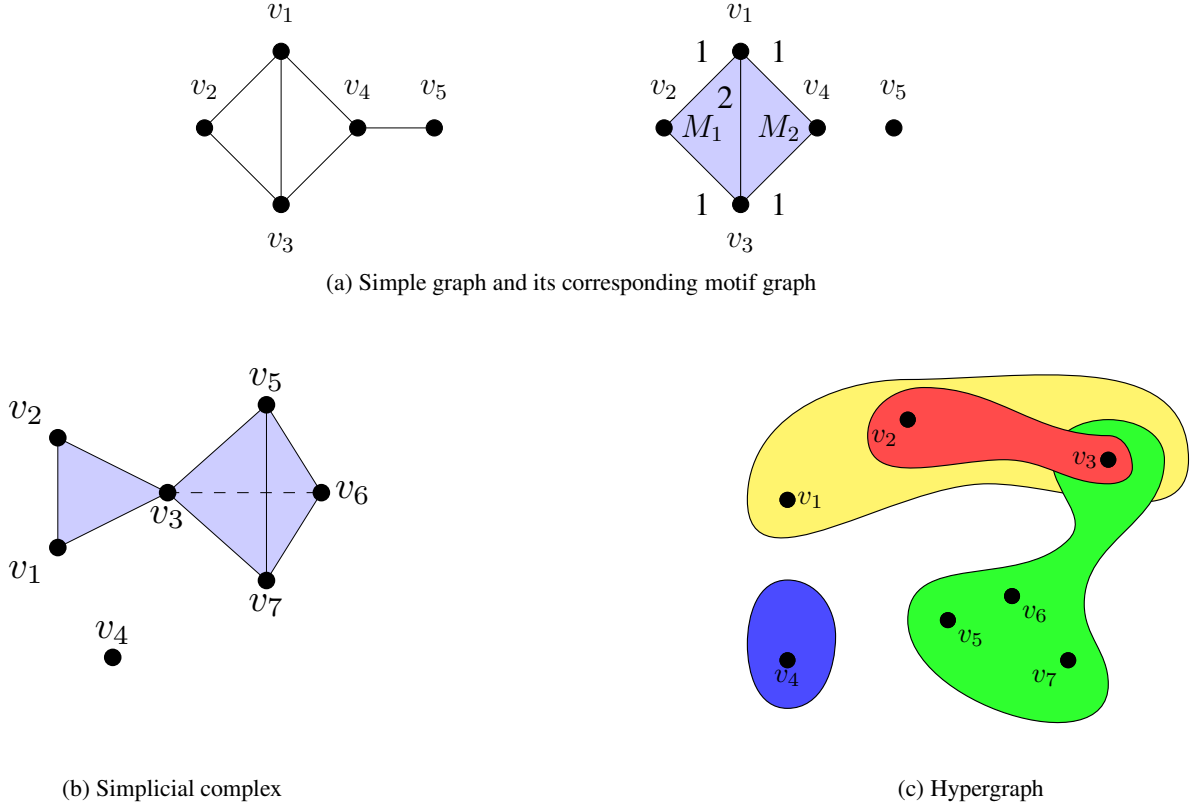 v1 v1
1 1
v2 v4 v5 v2 2 v4 v5
M1 M2
1 1
v3 v3
(a) Simple graph and its corresponding motif graph
v5
v2
v2
v3
v6
v3
v1
v1
v7
v6
v5
v4
v4
v7
(b) Simplicial complex (c) Hypergraph